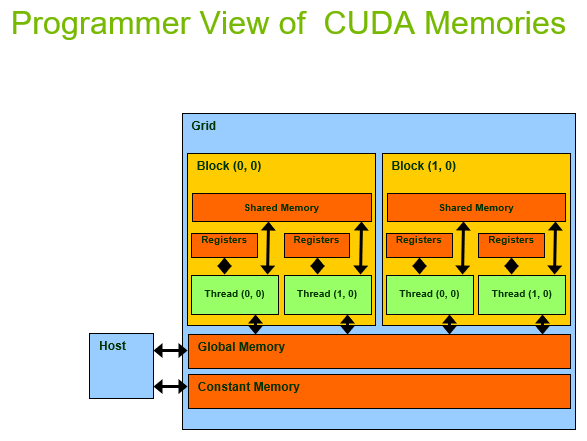 Programmer View of CUDA Memories
Grid
Block (0, 0)
Block (1, 0)
Shared Memory
Shared Memory
Registers
Registers
Registers
Registers
Thread (0, 0)
Thread (1, 0)
Thread (0, 0)
Thread (1, 0)
Host
Global Memory
Constant Memory